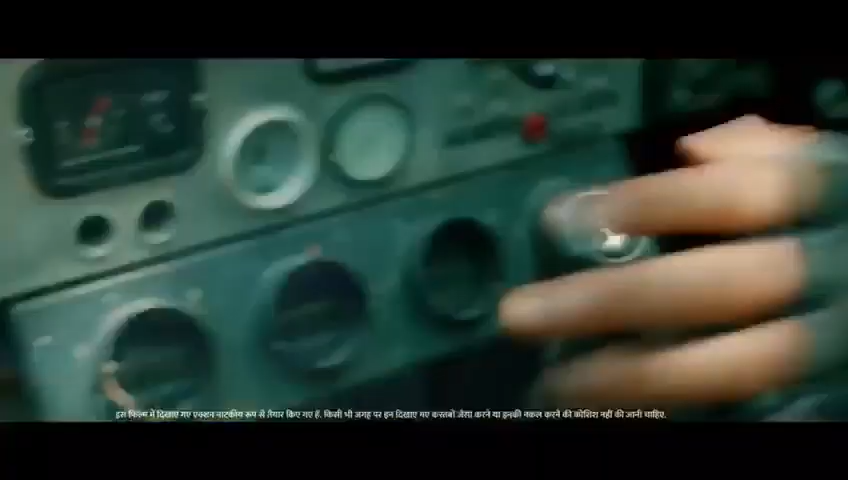 इस फिल्म में दिखाए गए एक्शन नाटकीय रूप से तैयार किए गए हैं. किसी भी जगह पर इन दिखाए गए करतबों जैसा करने या इनकी नकल करने की कोशिश नहीं की जानी चाहिए.